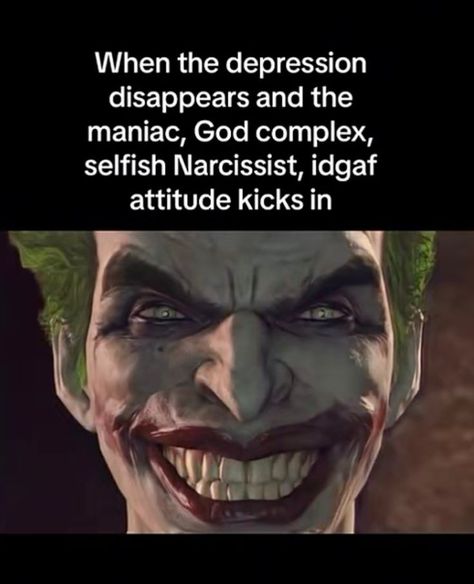 When the depression
disappears and the
maniac, God complex,
selfish Narcissist, idgaf
attitude kicks in